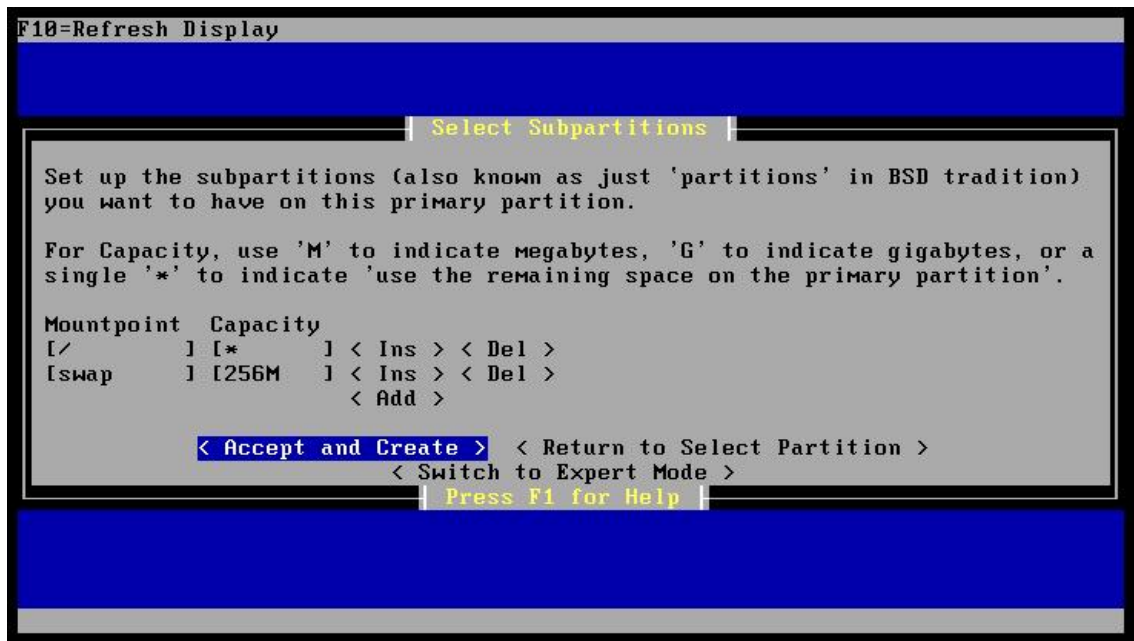 F10=Refresh Display
Select Subpartitions
Set up the subpartitions (also known as just 'partitions' in BSD tradition)
you want to have on this primary partition.
For Capacity, use 'M' to indicate megabytes, 'G' to indicate gigabytes, or a
single '*' to indicate 'use the remaining space on the primary partition'.
Mountpoint Capacity
[/ ] [* ] < Ins > < Del >
[swap ] [256M ] < Ins > < Del >
< Add >
< Accept and Create > < Return to Select Partition >
< Switch to Expert Mode >
Press F1 for Help